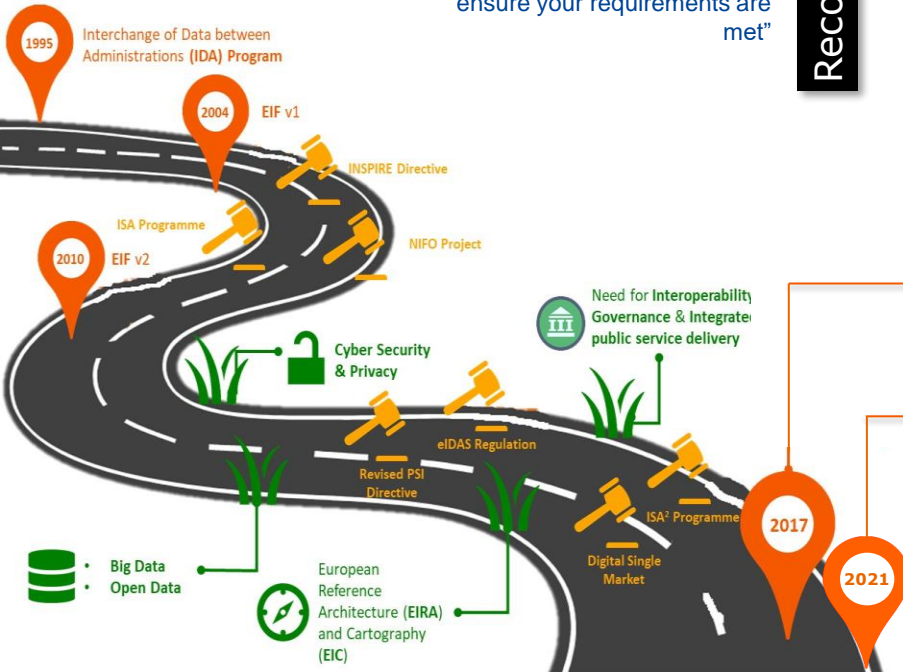 ensure your requirements are
met”
Reco
1995
Interchange of Data between
Administrations (IDA) Program
2004
EIF v1
INSPIRE Directive
ISA Programme
NIFO Project
2010
EIF v2
Need for Interoperability
Governance & Integrate
public service delivery
Cyber Security
& Privacy
eIDAS Regulation
Revised PSI
Directive
ISA² Programme
2017
Digital Single
Market
2021
• Big Data
• Open Data
European
Reference
Architecture (EIRA)
and Cartography
(EIC)